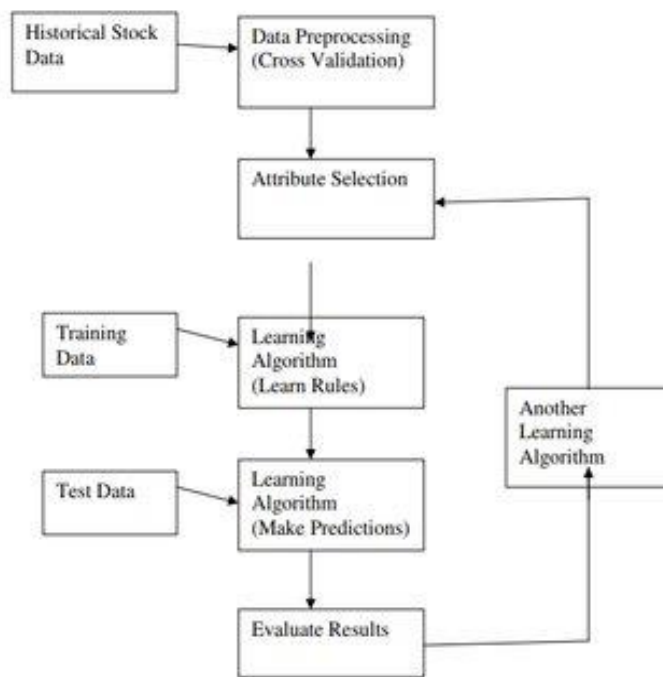 Historical Stock
Data
Data Preprocessing
(Cross Validation)
Attribute Selection
Training
Data
Learning
Algorithm
(Learn Rules)
Another
Learning
Algorithm
Test Data
Learning
Algorithm
(Make Predictions)
Evaluate Results